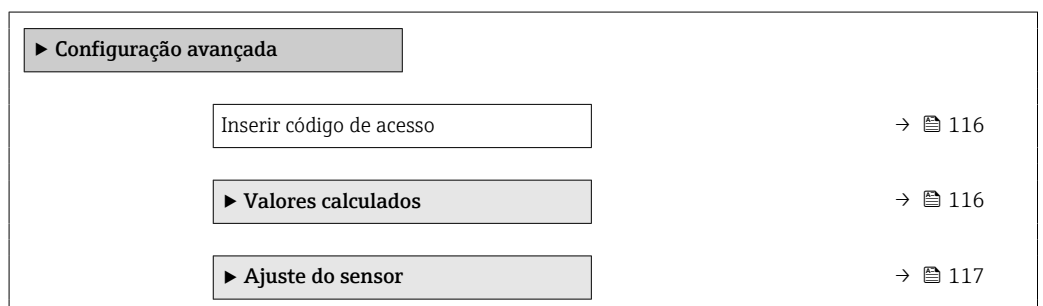 ▶ Configuração avançada
Inserir código de acesso → 116
▶ Valores calculados → 116
▶ Ajuste do sensor → 117